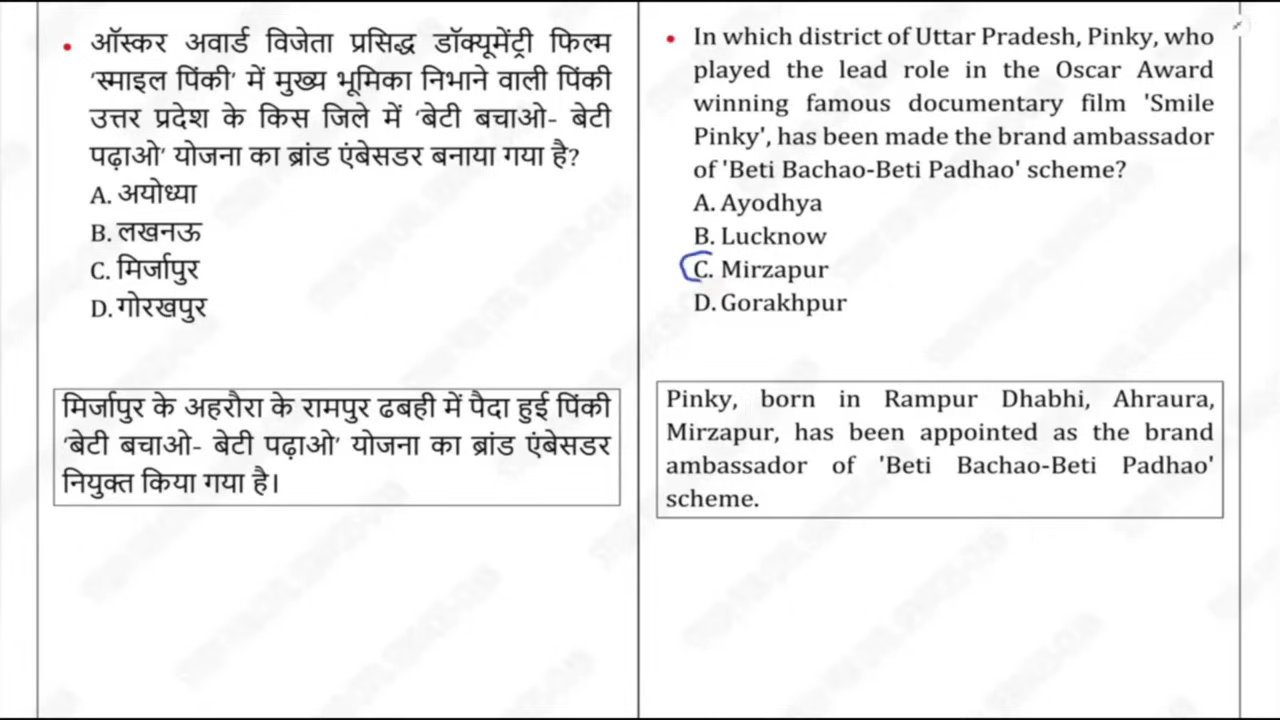 • ऑस्कर अवार्ड विजेता प्रसिद्ध डॉक्यूमेंट्री फिल्म
'स्माइल पिंकी' में मुख्य भूमिका निभाने वाली पिंकी
उत्तर प्रदेश के किस जिले में 'बेटी बचाओ- बेटी
पढ़ाओ' योजना का ब्रांड एंबेसडर बनाया गया है?
A. अयोध्या
B. लखनऊ
C. मिर्जापुर
D. गोरखपुर
मिर्जापुर के अहरौरा के रामपुर ढबही में पैदा हुई पिंकी
'बेटी बचाओ- बेटी पढ़ाओ' योजना का ब्रांड एंबेसडर
नियुक्त किया गया है।
• In which district of Uttar Pradesh, Pinky, who
played the lead role in the Oscar Award
winning famous documentary film 'Smile
Pinky', has been made the brand ambassador
of 'Beti Bachao-Beti Padhao' scheme?
A. Ayodhya
B. Lucknow
C. Mirzapur
D. Gorakhpur
Pinky, born in Rampur Dhabhi, Ahraura,
Mirzapur, has been appointed as the brand
ambassador of 'Beti Bachao-Beti Padhao'
scheme.